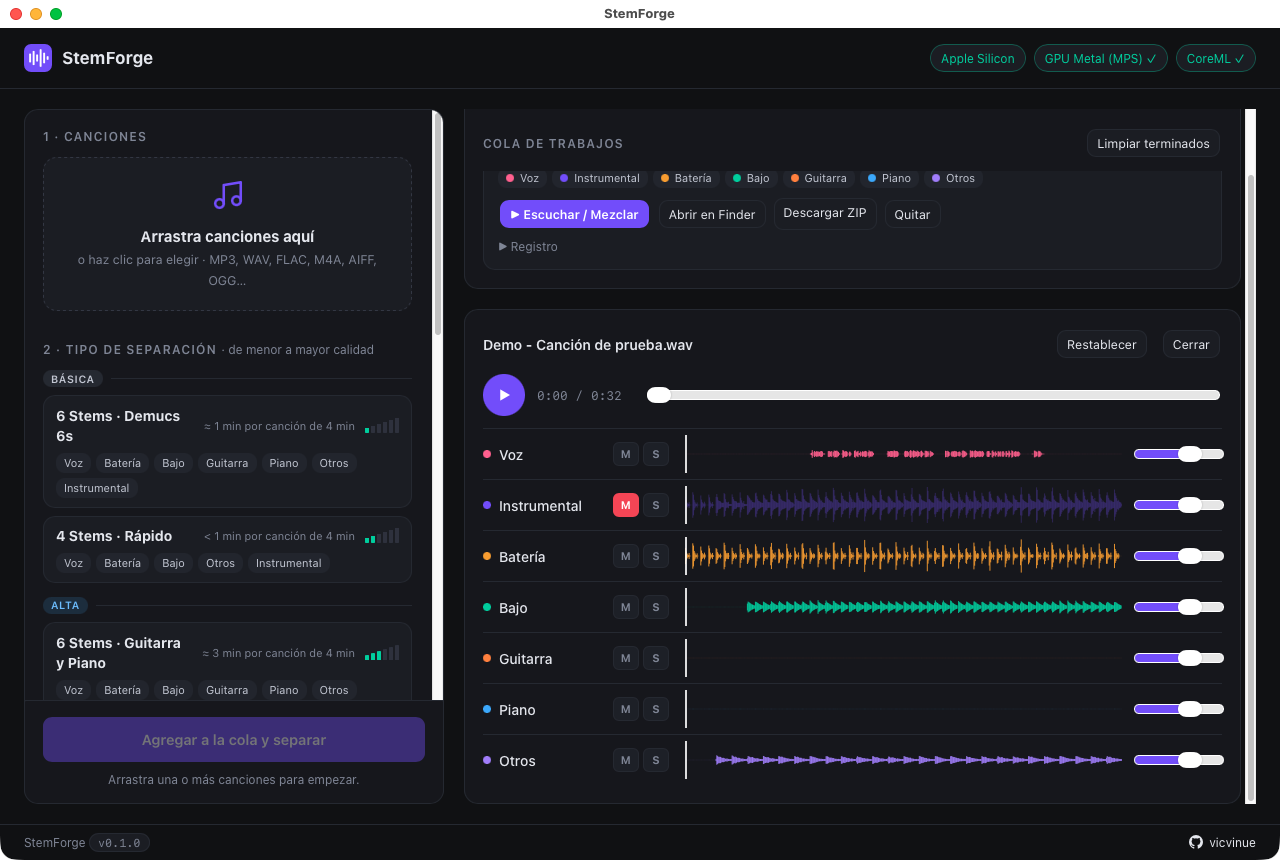 StemForge
StemForge
Apple Silicon
GPU Metal (MPS) ✓
CoreML ✓
1 · CANCIONES
Arrastra canciones aquí
o haz clic para elegir · MP3, WAV, FLAC, M4A, AIFF,
OGG...
2 · TIPO DE SEPARACIÓN · de menor a mayor calidad
BÁSICA
6 Stems · Demucs
6s
≈ 1 min por canción de 4 min
Voz Batería Bajo Guitarra Piano Otros
Instrumental
4 Stems · Rápido
< 1 min por canción de 4 min
Voz Batería Bajo Otros Instrumental
ALTA
6 Stems · Guitarra
y Piano
≈ 3 min por canción de 4 min
Voz Batería Bajo Guitarra Piano Otros
Agregar a la cola y separar
Arrastra una o más canciones para empezar.
COLA DE TRABAJOS
Limpiar terminados
Voz Instrumental Batería Bajo Guitarra Piano Otros
▶ Escuchar / Mezclar
Abrir en Finder
Descargar ZIP
Quitar
▶ Registro
Demo - Canción de prueba.wav
Restablecer
Cerrar
0:00 / 0:32
Voz M S
Instrumental M S
Batería M S
Bajo M S
Guitarra M S
Piano M S
Otros M S
StemForge v0.1.0
vicvinue